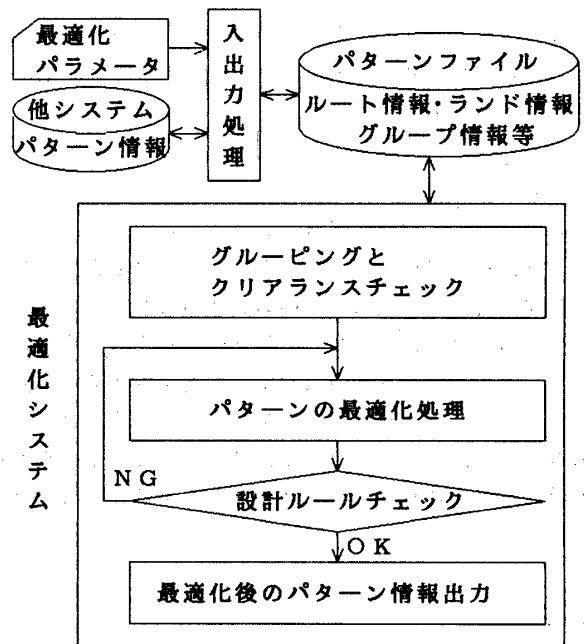 最適化
パラメータ
入出力処理
パターンファイル
ルート情報・ランド情報
グループ情報等
他システム
パターン情報
最適化システム
グルーピングと
クリアランスチェック
パターンの最適化処理
NG
設計ルールチェック
OK
最適化後のパターン情報出力